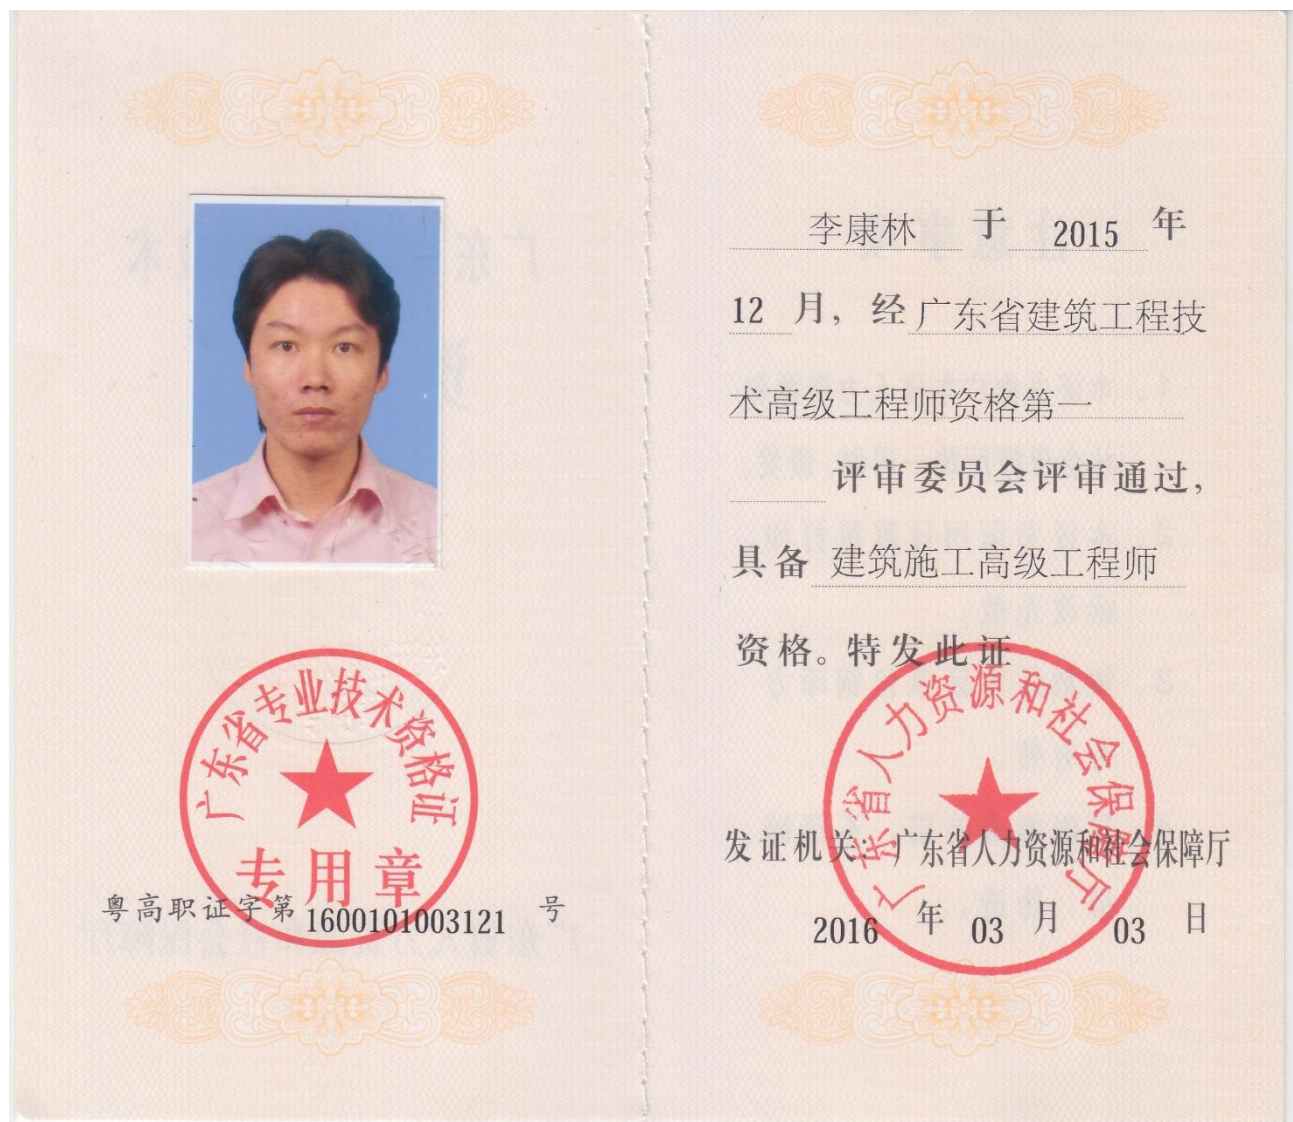 广东省专业技术资格证
专用章
粤高职证字第 1600101003121 号
李康林 于 2015 年
12 月，经 广东省建筑工程技
术高级工程师资格第一
评审委员会评审通过，
具备 建筑施工高级工程师
资格。特发此证
广东省人力资源和社会保障厅
发证机关：广东省人力资源和社会保障厅
2016 年 03 月 03 日